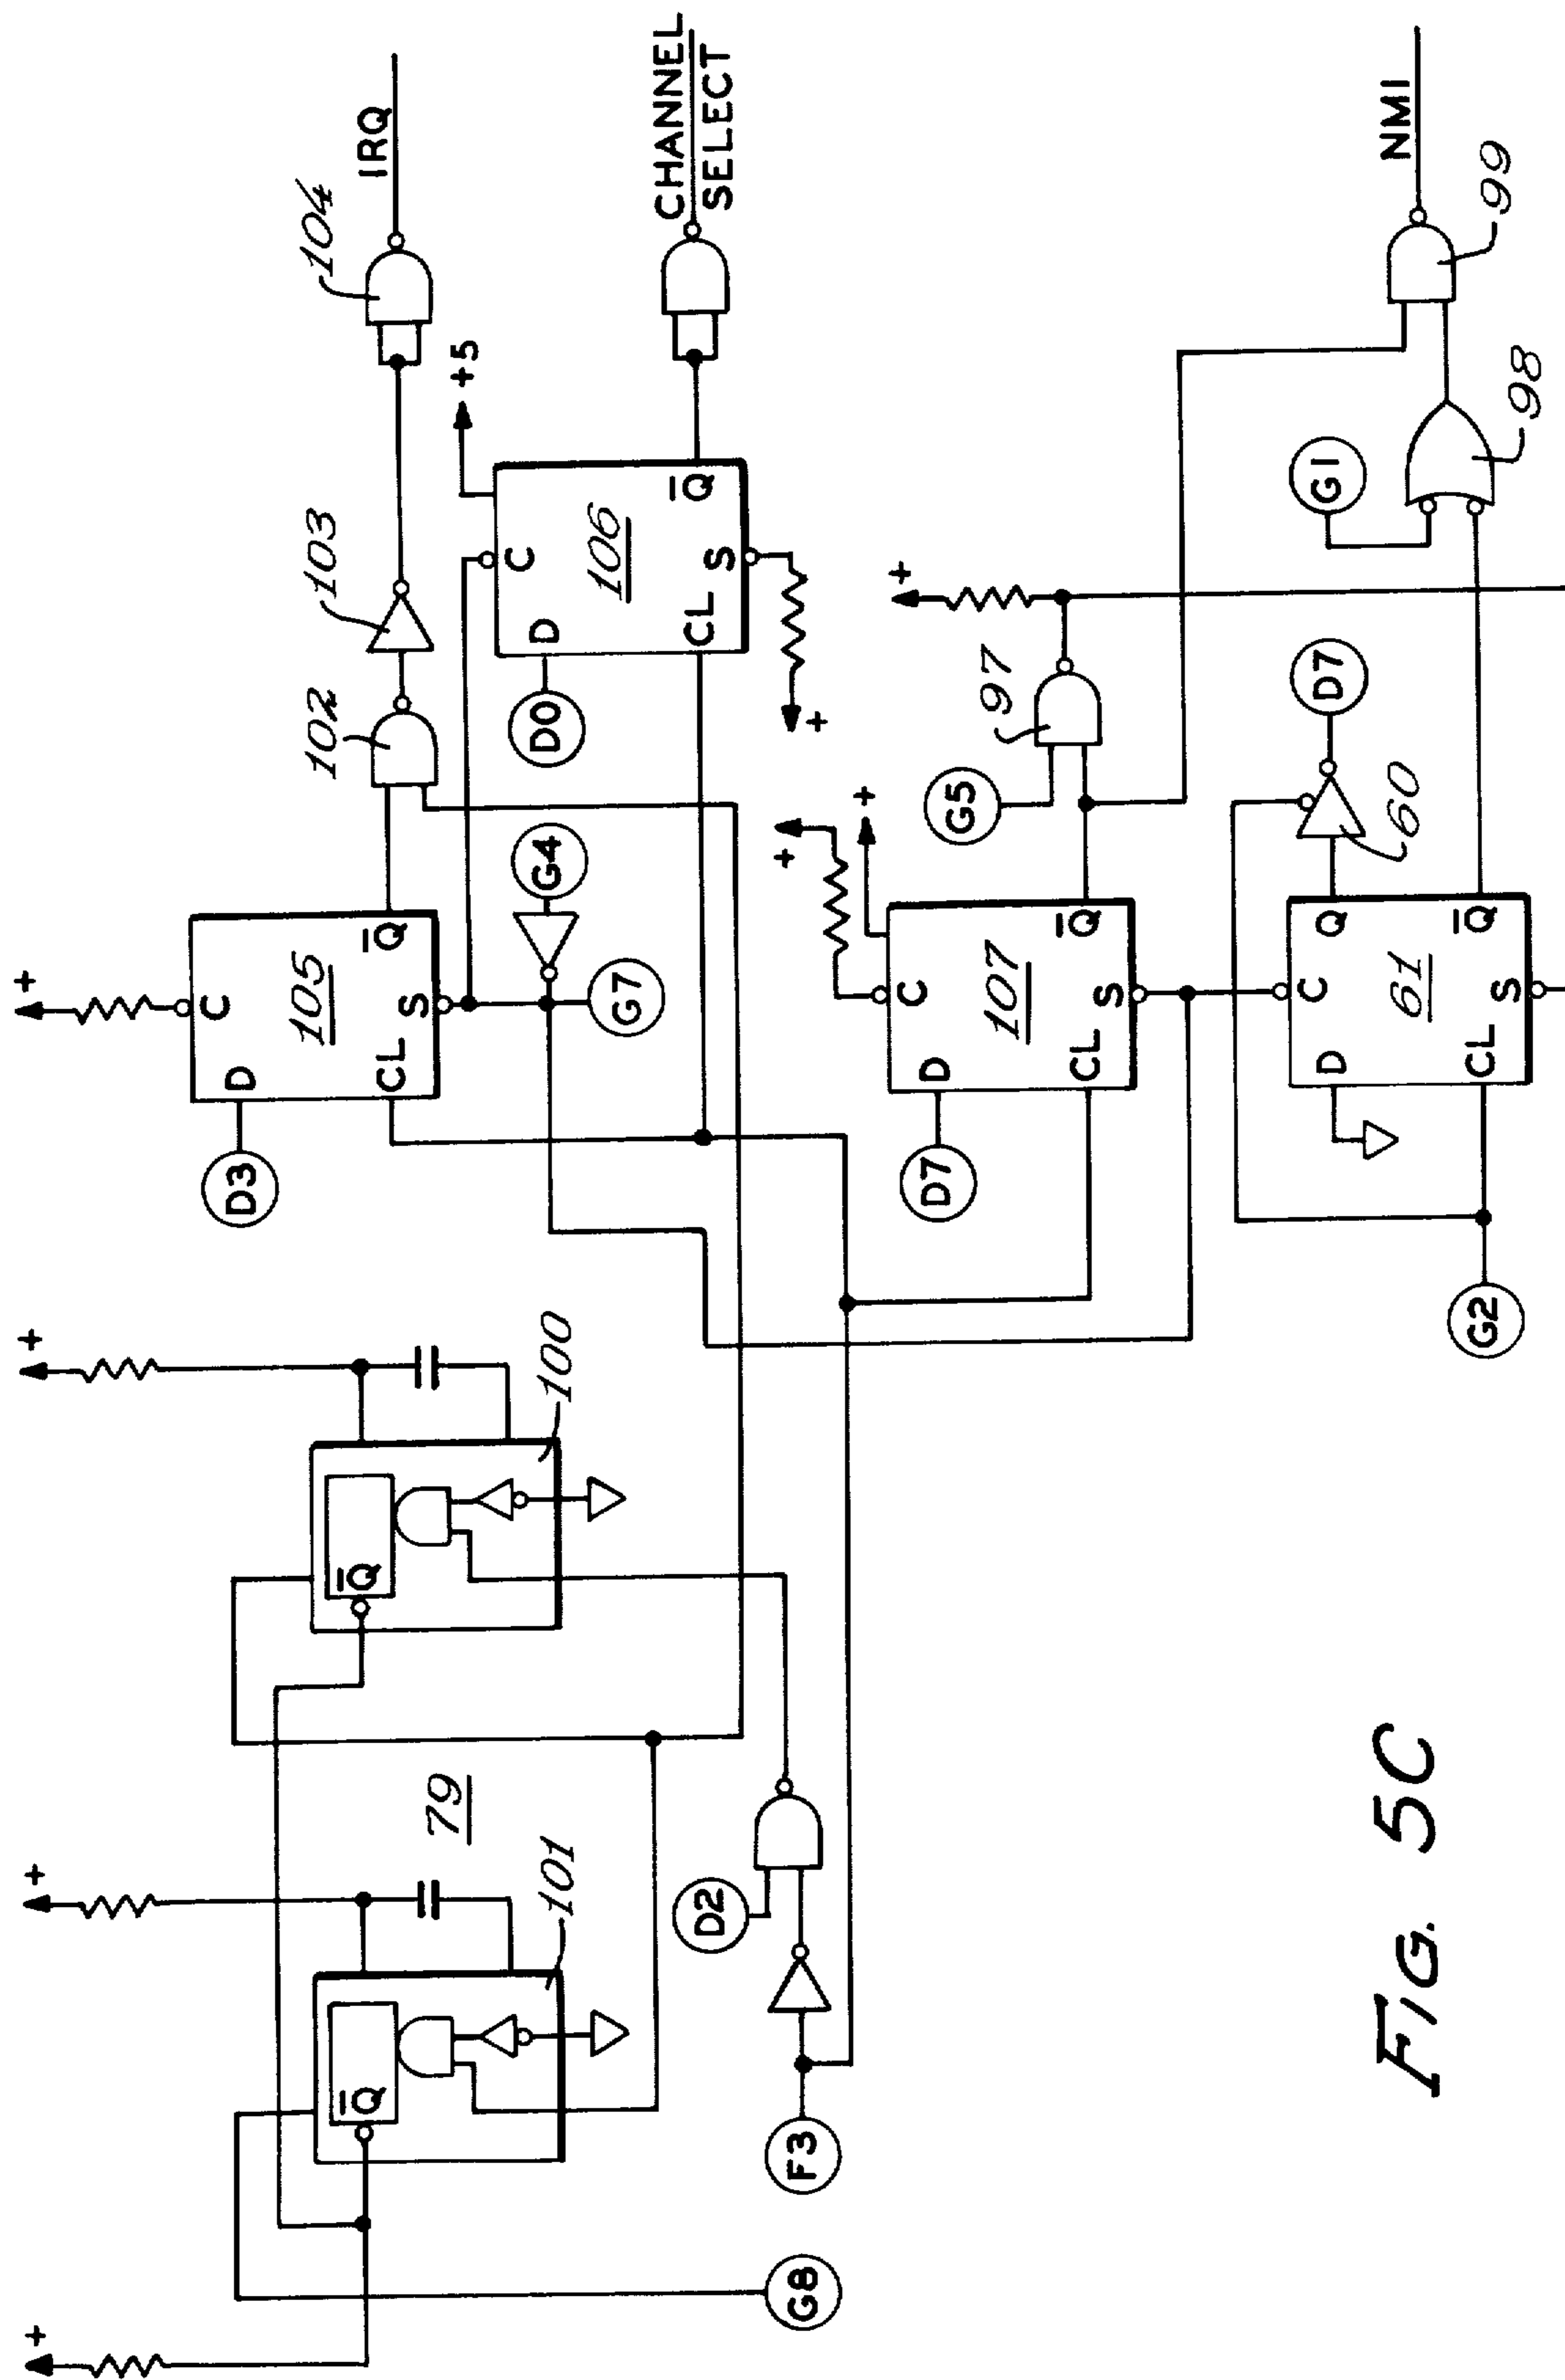 +
+
+
+
G8
Q
101
79
Q
100
F3
D2
D3
D
C
105
CL
S
Q
G7
G4
102
103
104
IRQ
D0
D
C
106
CL
S
Q
+5
+
CHANNEL
SELECT
D7
D
C
107
CL
S
Q
+
+
G5
97
+
G2
D
C
61
CL
S
Q
Q
60
D7
G1
98
99
NMI
FIG. 5C